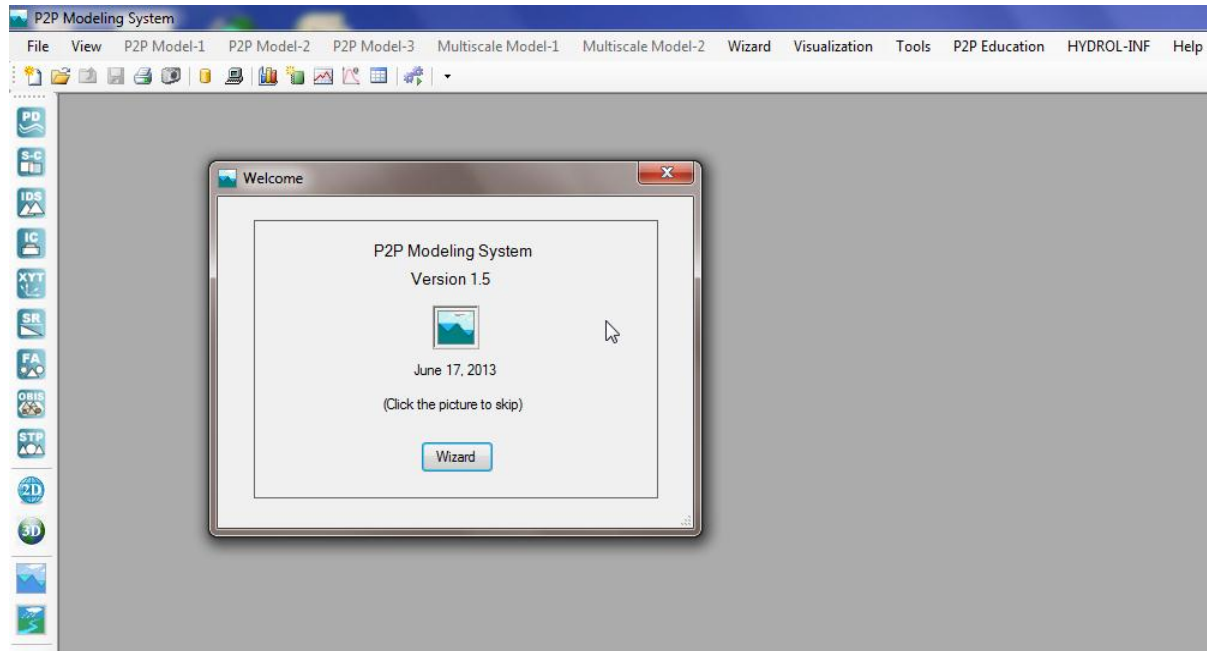 P2P Modeling System
File View P2P Model-1 P2P Model-2 P2P Model-3 Multiscale Model-1 Multiscale Model-2 Wizard Visualization Tools P2P Education HYDROL-INF Help
PD
S-C
IDS
IC
XYT
SR
FA
OBIS
STP
2D
3D
Welcome
P2P Modeling System
Version 1.5
June 17, 2013
(Click the picture to skip)
Wizard